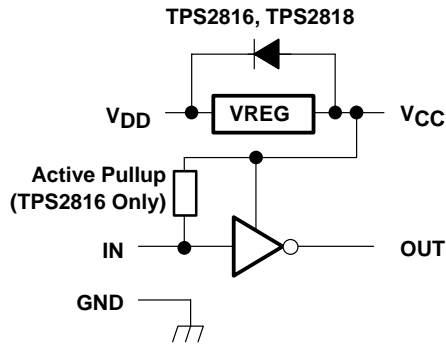 TPS2816, TPS2818
VDD
VREG
VCC
Active Pullup
(TPS2816 Only)
IN
OUT
GND